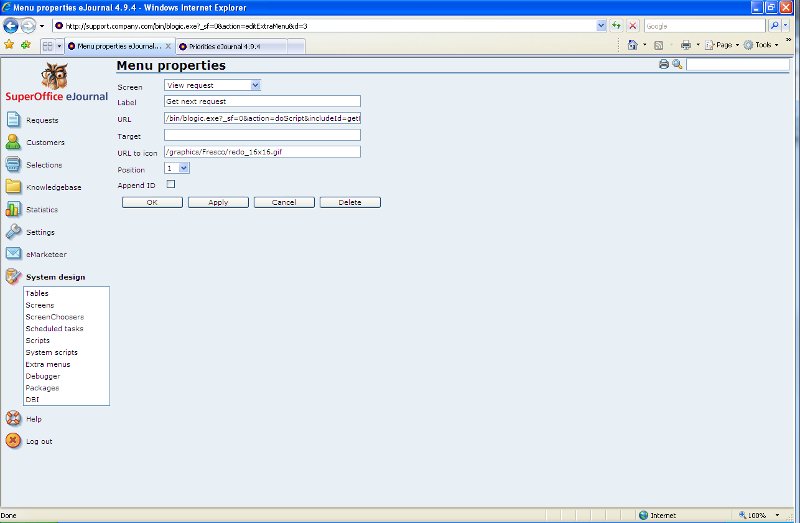 Menu properties eJournal 4.9.4 - Windows Internet Explorer
http://support.company.com/bin/blogic.exe?_sf=0&action=editExtraMenu&id=3
Google
Menu properties eJournal... Priorities eJournal 4.9.4
Page Tools
SuperOffice eJournal
Requests
Customers
Selections
Knowledgebase
Statistics
Settings
eMarketeer
System design
Tables
Screens
ScreenChoosers
Scheduled tasks
Scripts
System scripts
Extra menus
Debugger
Packages
DBI
Help
Log out
Menu properties
Screen View request
Label Get next request
URL /bin/blogic.exe?_sf=0&action=doScript&includeId=get
Target
URL to icon /graphics/Fresco/redo_16x16.gif
Position 1
Append ID
OK Apply Cancel Delete
Done Internet 100%